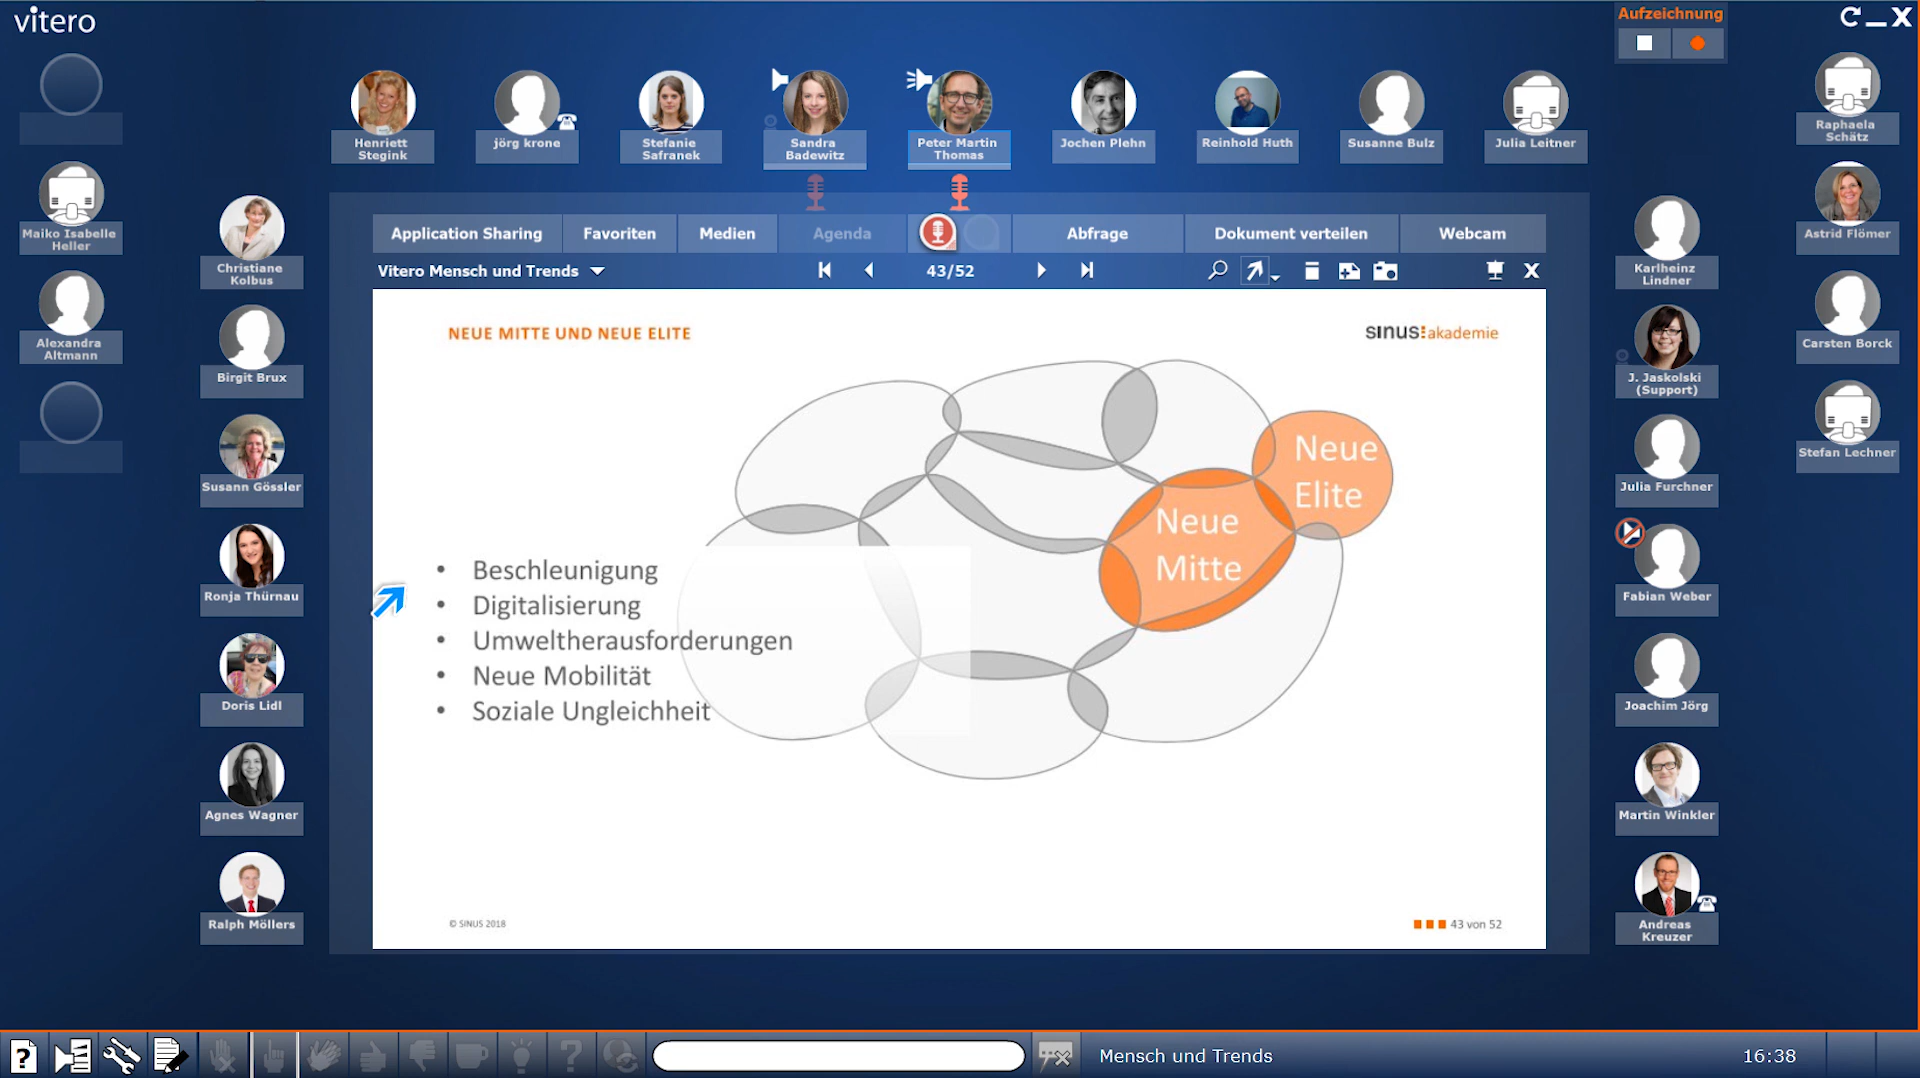 vitero
Aufzeichnung
Henriett
Stegink
jörg krone
Stefanie
Safranek
Sandra
Badewitz
Peter Martin
Thomas
Jochen Plehn
Reinhold Huth
Susanne Bulz
Julia Leitner
Raphaela
Schätz
Maiko Isabelle
Heller
Alexandra
Altmann
Christiane
Kolbus
Birgit Brux
Susann Gössler
Ronja Thürnau
Doris Lidl
Agnes Wagner
Ralph Möllers
Application Sharing
Favoriten
Medien
Agenda
Abfrage
Dokument verteilen
Webcam
Vitero Mensch und Trends
43/52
NEUE MITTE UND NEUE ELITE
sinus:akademie
Neue
Elite
Neue
Mitte
• Beschleunigung
• Digitalisierung
• Umweltherausforderungen
• Neue Mobilität
• Soziale Ungleichheit
© SINUS 2018
43 von 52
Karlheinz
Lindner
J. Jaskolski
(Support)
Julia Furchner
Fabian Weber
Joachim Jörg
Martin Winkler
Andreas
Kreuzer
Astrid Flömer
Carsten Borck
Stefan Lechner
Mensch und Trends
16:38